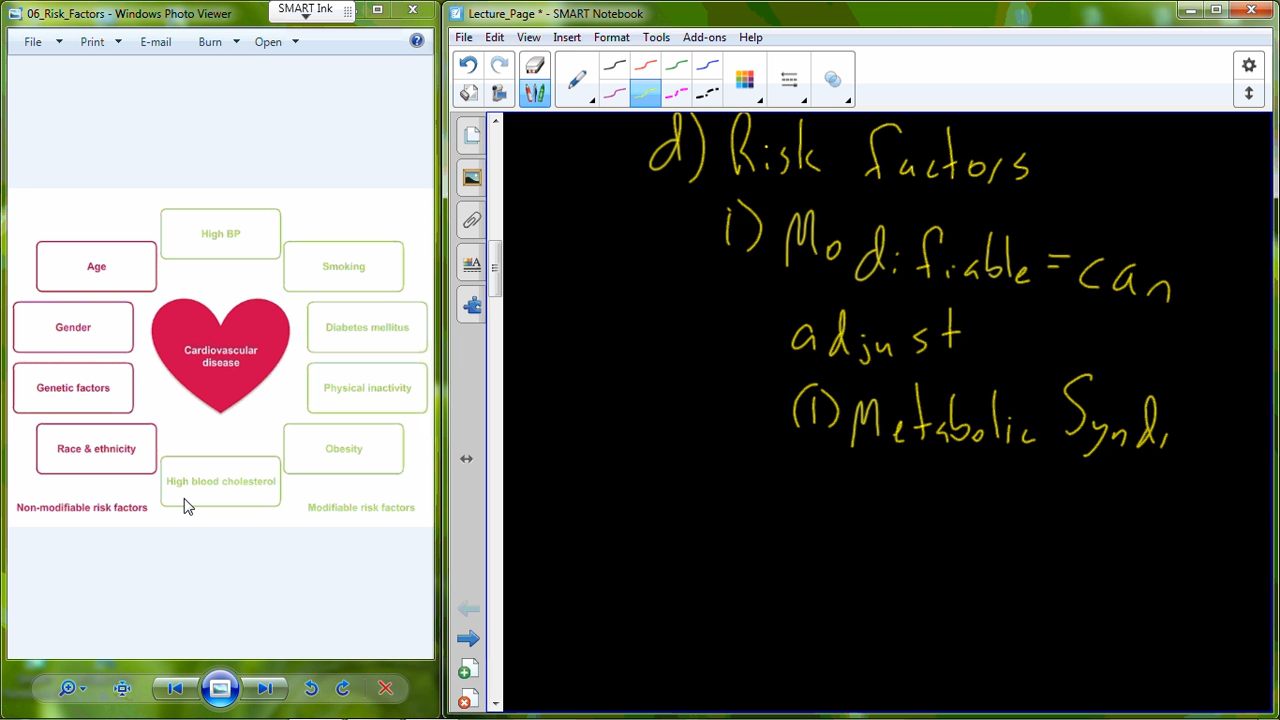 06_Risk_Factors - Windows Photo Viewer
SMART Ink
File Print E-mail Burn Open
High BP
Age
Smoking
Gender
Diabetes mellitus
Cardiovascular
disease
Genetic factors
Physical inactivity
Race & ethnicity
Obesity
High blood cholesterol
Non-modifiable risk factors
Modifiable risk factors
Lecture_Page * - SMART Notebook
File Edit View Insert Format Tools Add-ons Help
d) Risk Factors
i) Modifiable = can
adjust
(1) Metabolic Synd.